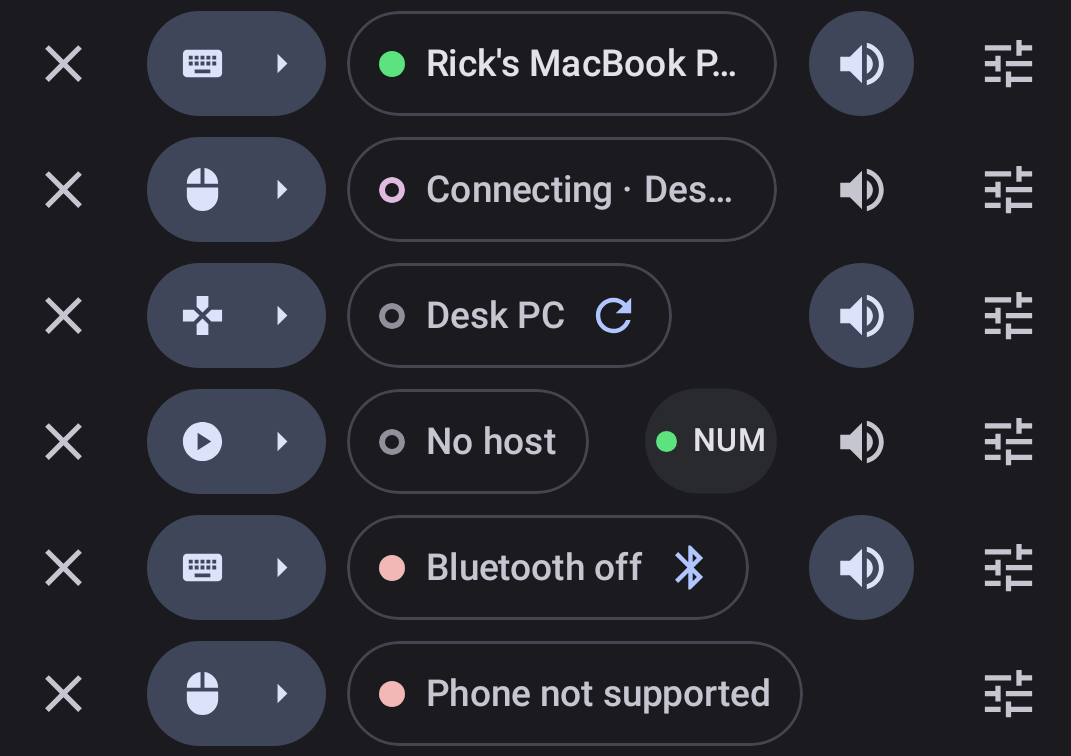 Rick's MacBook P...
Connecting · Des...
Desk PC
No host NUM
Bluetooth off
Phone not supported